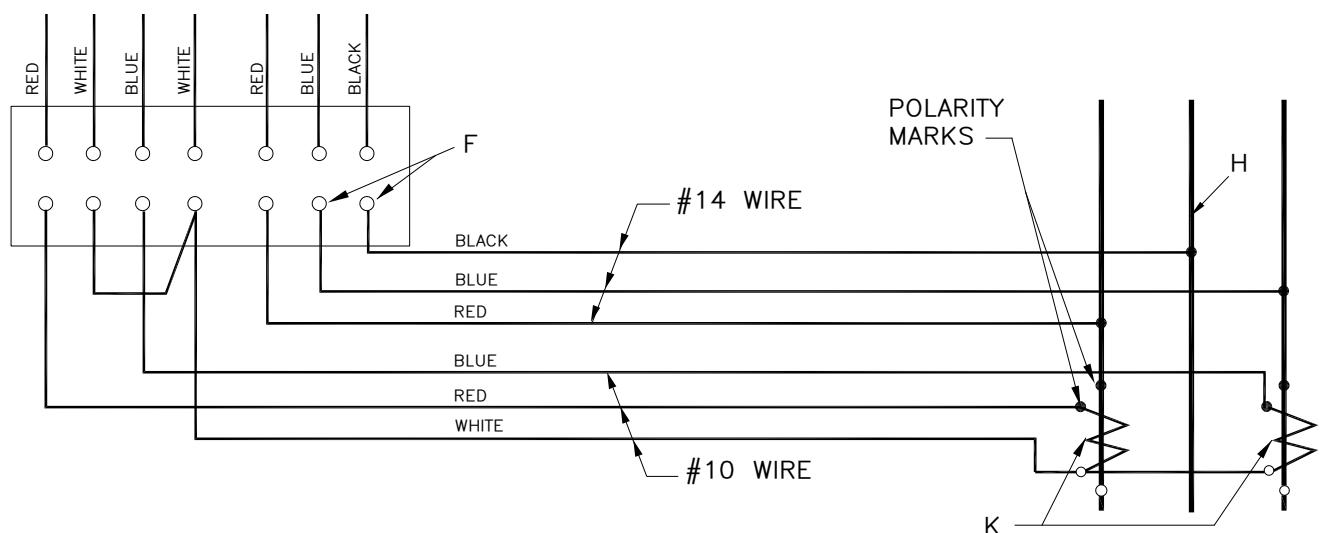 RED
WHITE
BLUE
WHITE
RED
BLUE
BLACK
POLARITY
MARKS
F
H
#14 WIRE
BLACK
BLUE
RED
BLUE
RED
WHITE
#10 WIRE
K